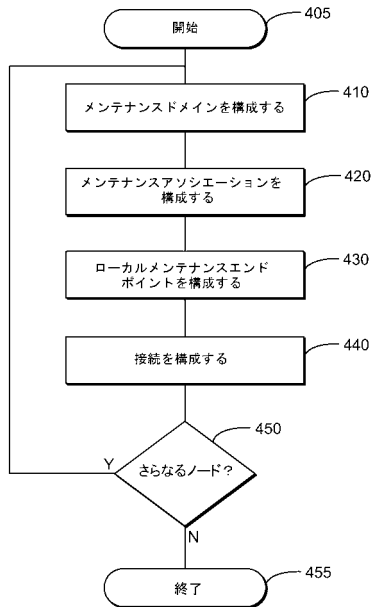 開始
405
メンテナンスドメインを構成する
410
メンテナンスアソシエーションを
構成する
420
ローカルメンテナンスエンド
ポイントを構成する
430
接続を構成する
440
450
さらなるノード？
Y
N
終了
455